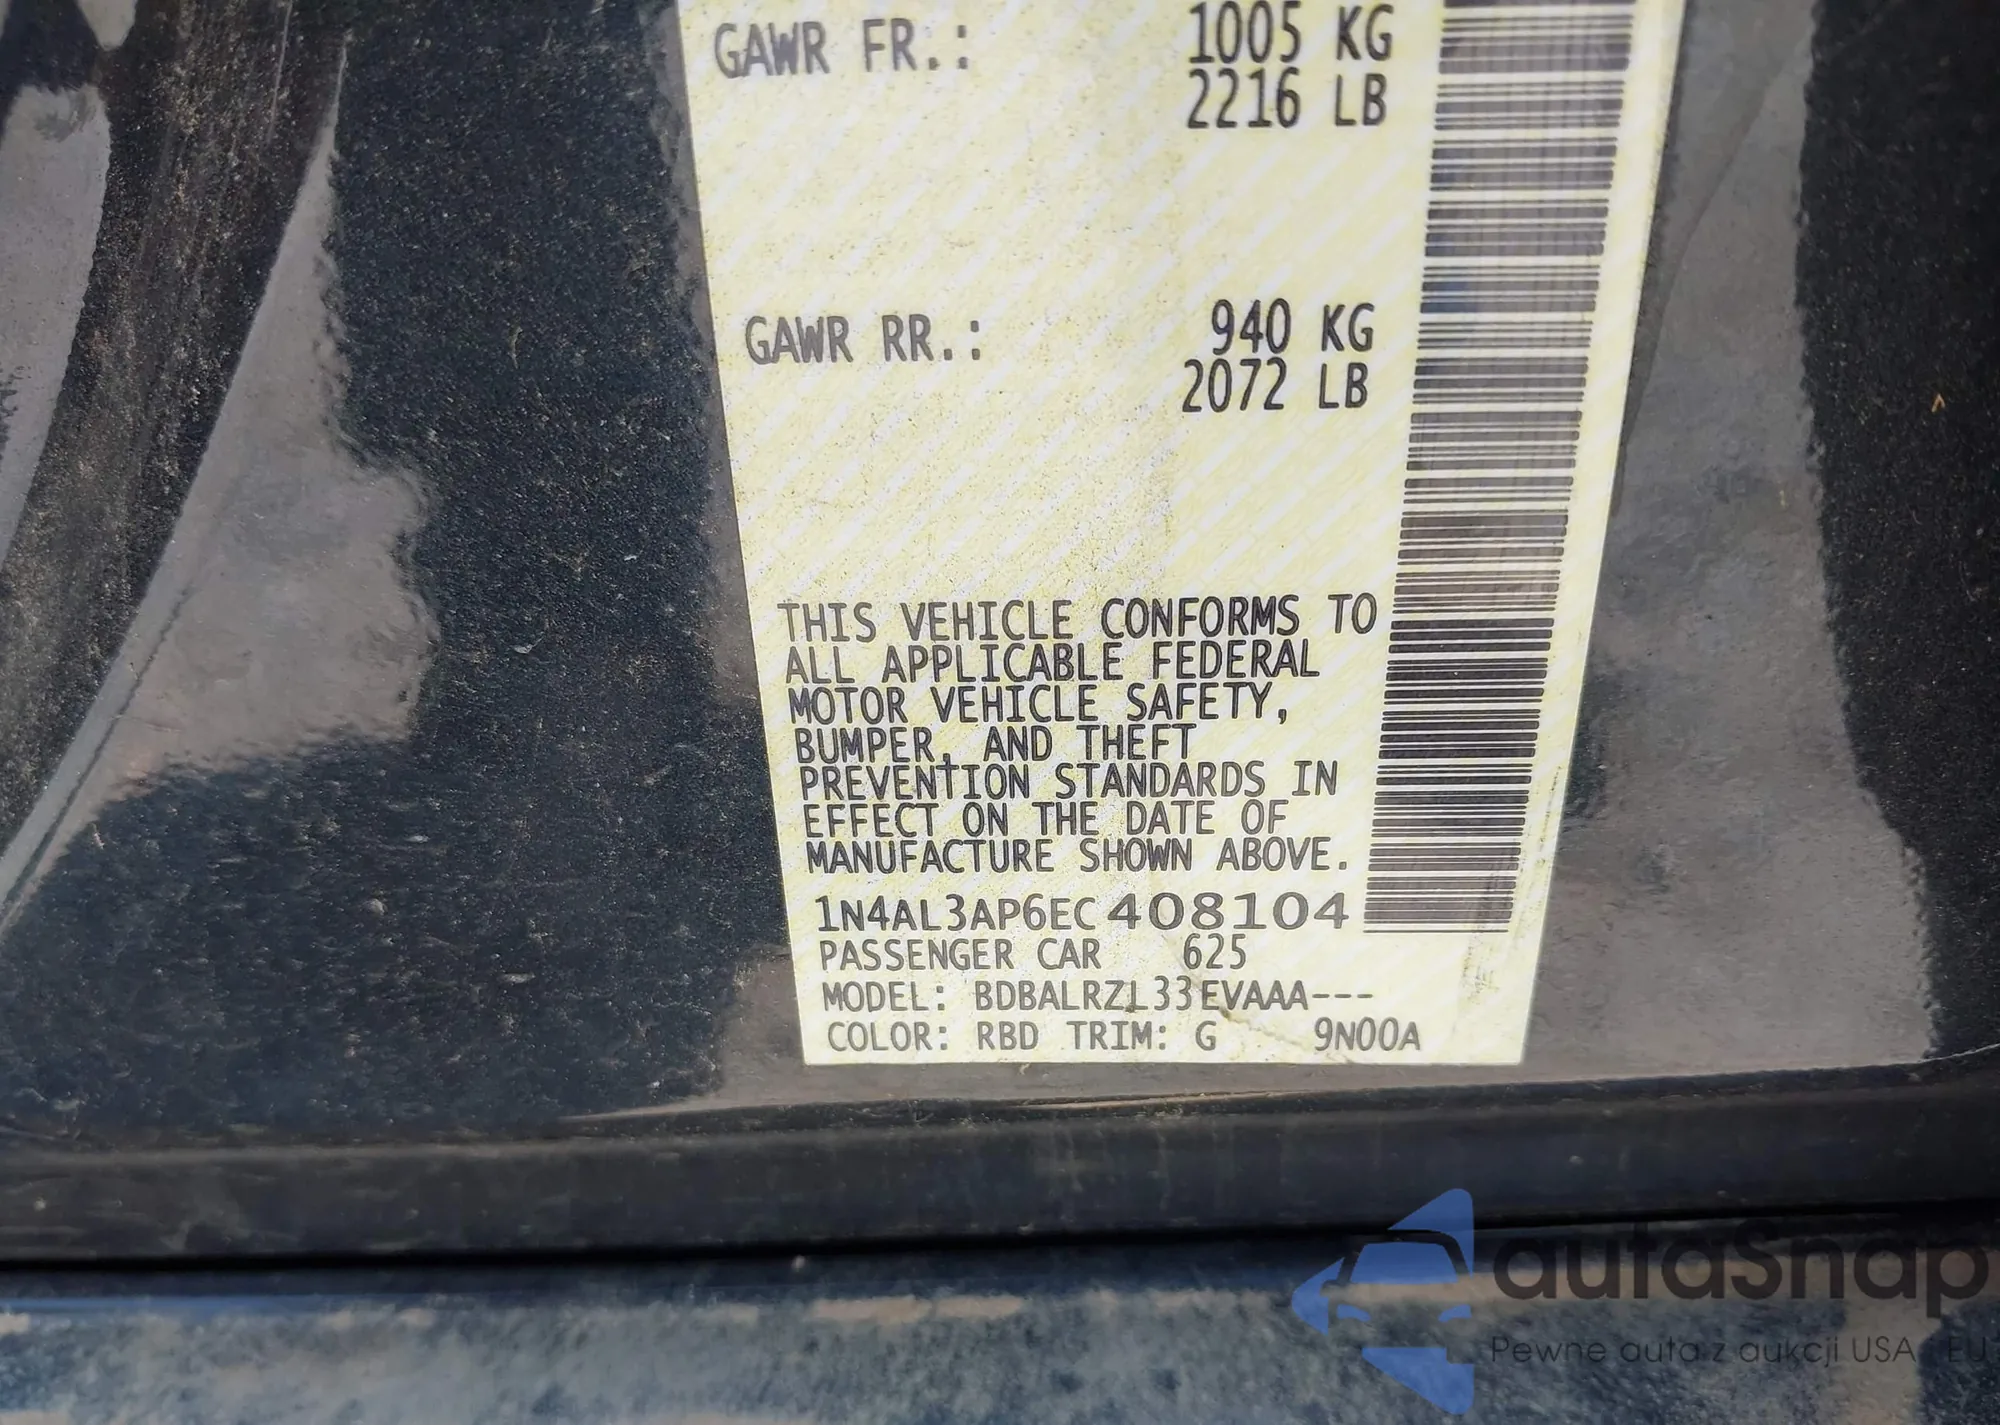 GAWR FR.: 1005 KG
2216 LB
GAWR RR.: 940 KG
2072 LB
THIS VEHICLE CONFORMS TO
ALL APPLICABLE FEDERAL
MOTOR VEHICLE SAFETY,
BUMPER, AND THEFT
PREVENTION STANDARDS IN
EFFECT ON THE DATE OF
MANUFACTURE SHOWN ABOVE.
1N4AL3AP6EC408104
PASSENGER CAR 625
MODEL: BDBALRZL33EVAAA---
COLOR: RBD TRIM: G 9N00A
autaSnap
Pewne auta z aukcji USA i EU